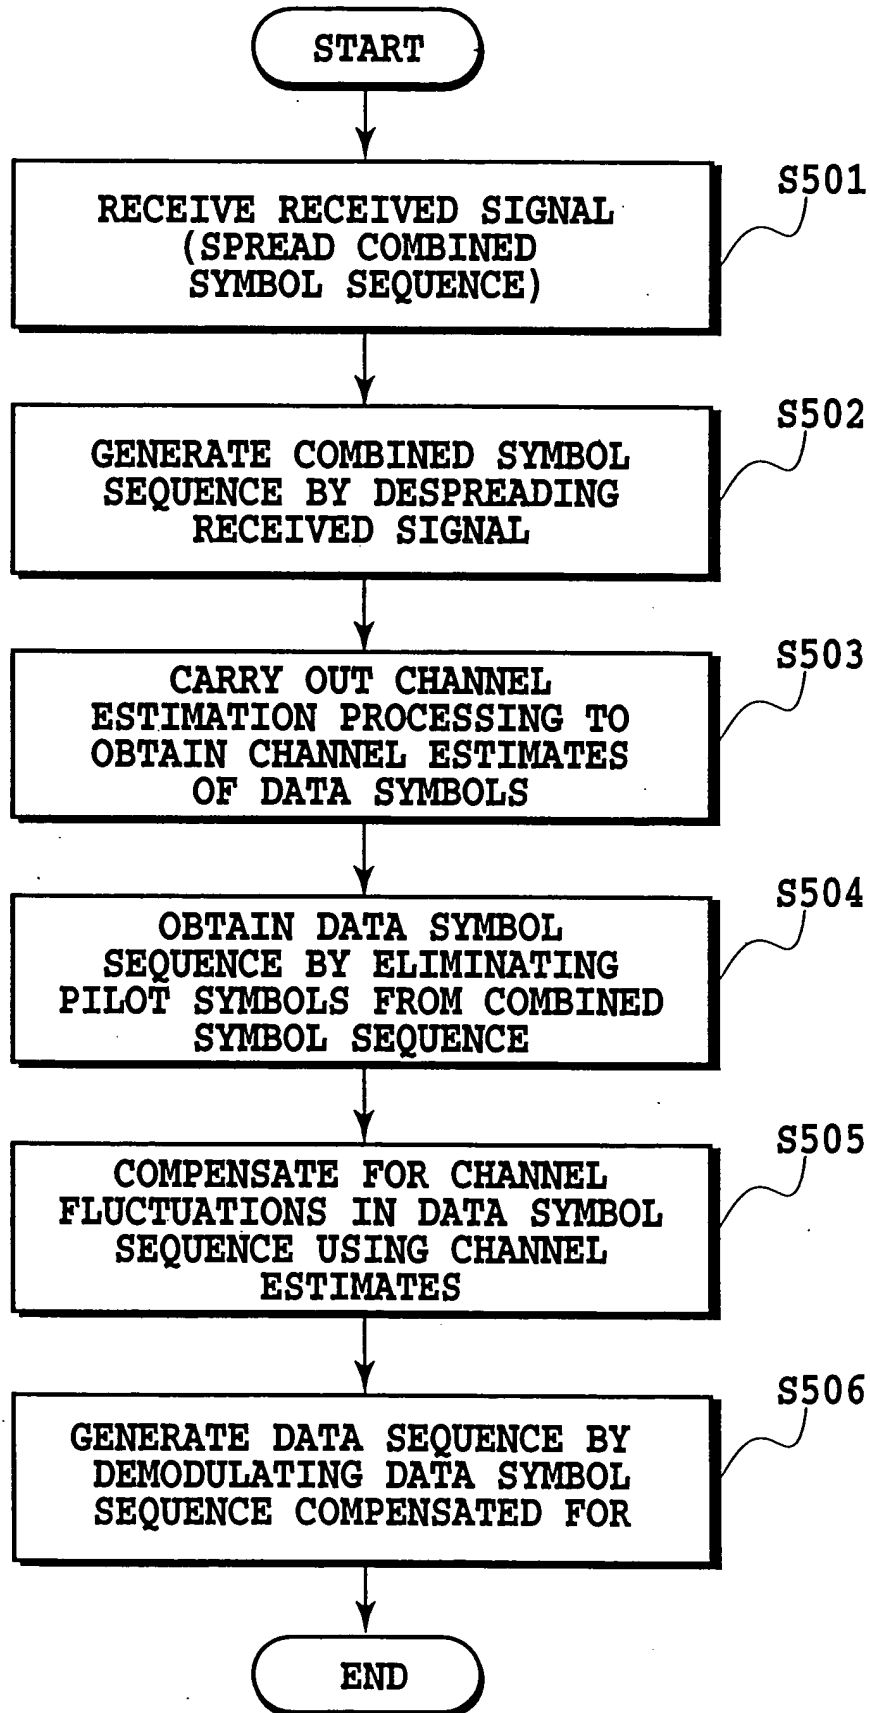 START
S501
RECEIVE RECEIVED SIGNAL
(SPREAD COMBINED
SYMBOL SEQUENCE)
S502
GENERATE COMBINED SYMBOL
SEQUENCE BY DESPREADING
RECEIVED SIGNAL
S503
CARRY OUT CHANNEL
ESTIMATION PROCESSING TO
OBTAIN CHANNEL ESTIMATES
OF DATA SYMBOLS
S504
OBTAIN DATA SYMBOL
SEQUENCE BY ELIMINATING
PILOT SYMBOLS FROM COMBINED
SYMBOL SEQUENCE
S505
COMPENSATE FOR CHANNEL
FLUCTUATIONS IN DATA SYMBOL
SEQUENCE USING CHANNEL
ESTIMATES
S506
GENERATE DATA SEQUENCE BY
DEMODULATING DATA SYMBOL
SEQUENCE COMPENSATED FOR
END